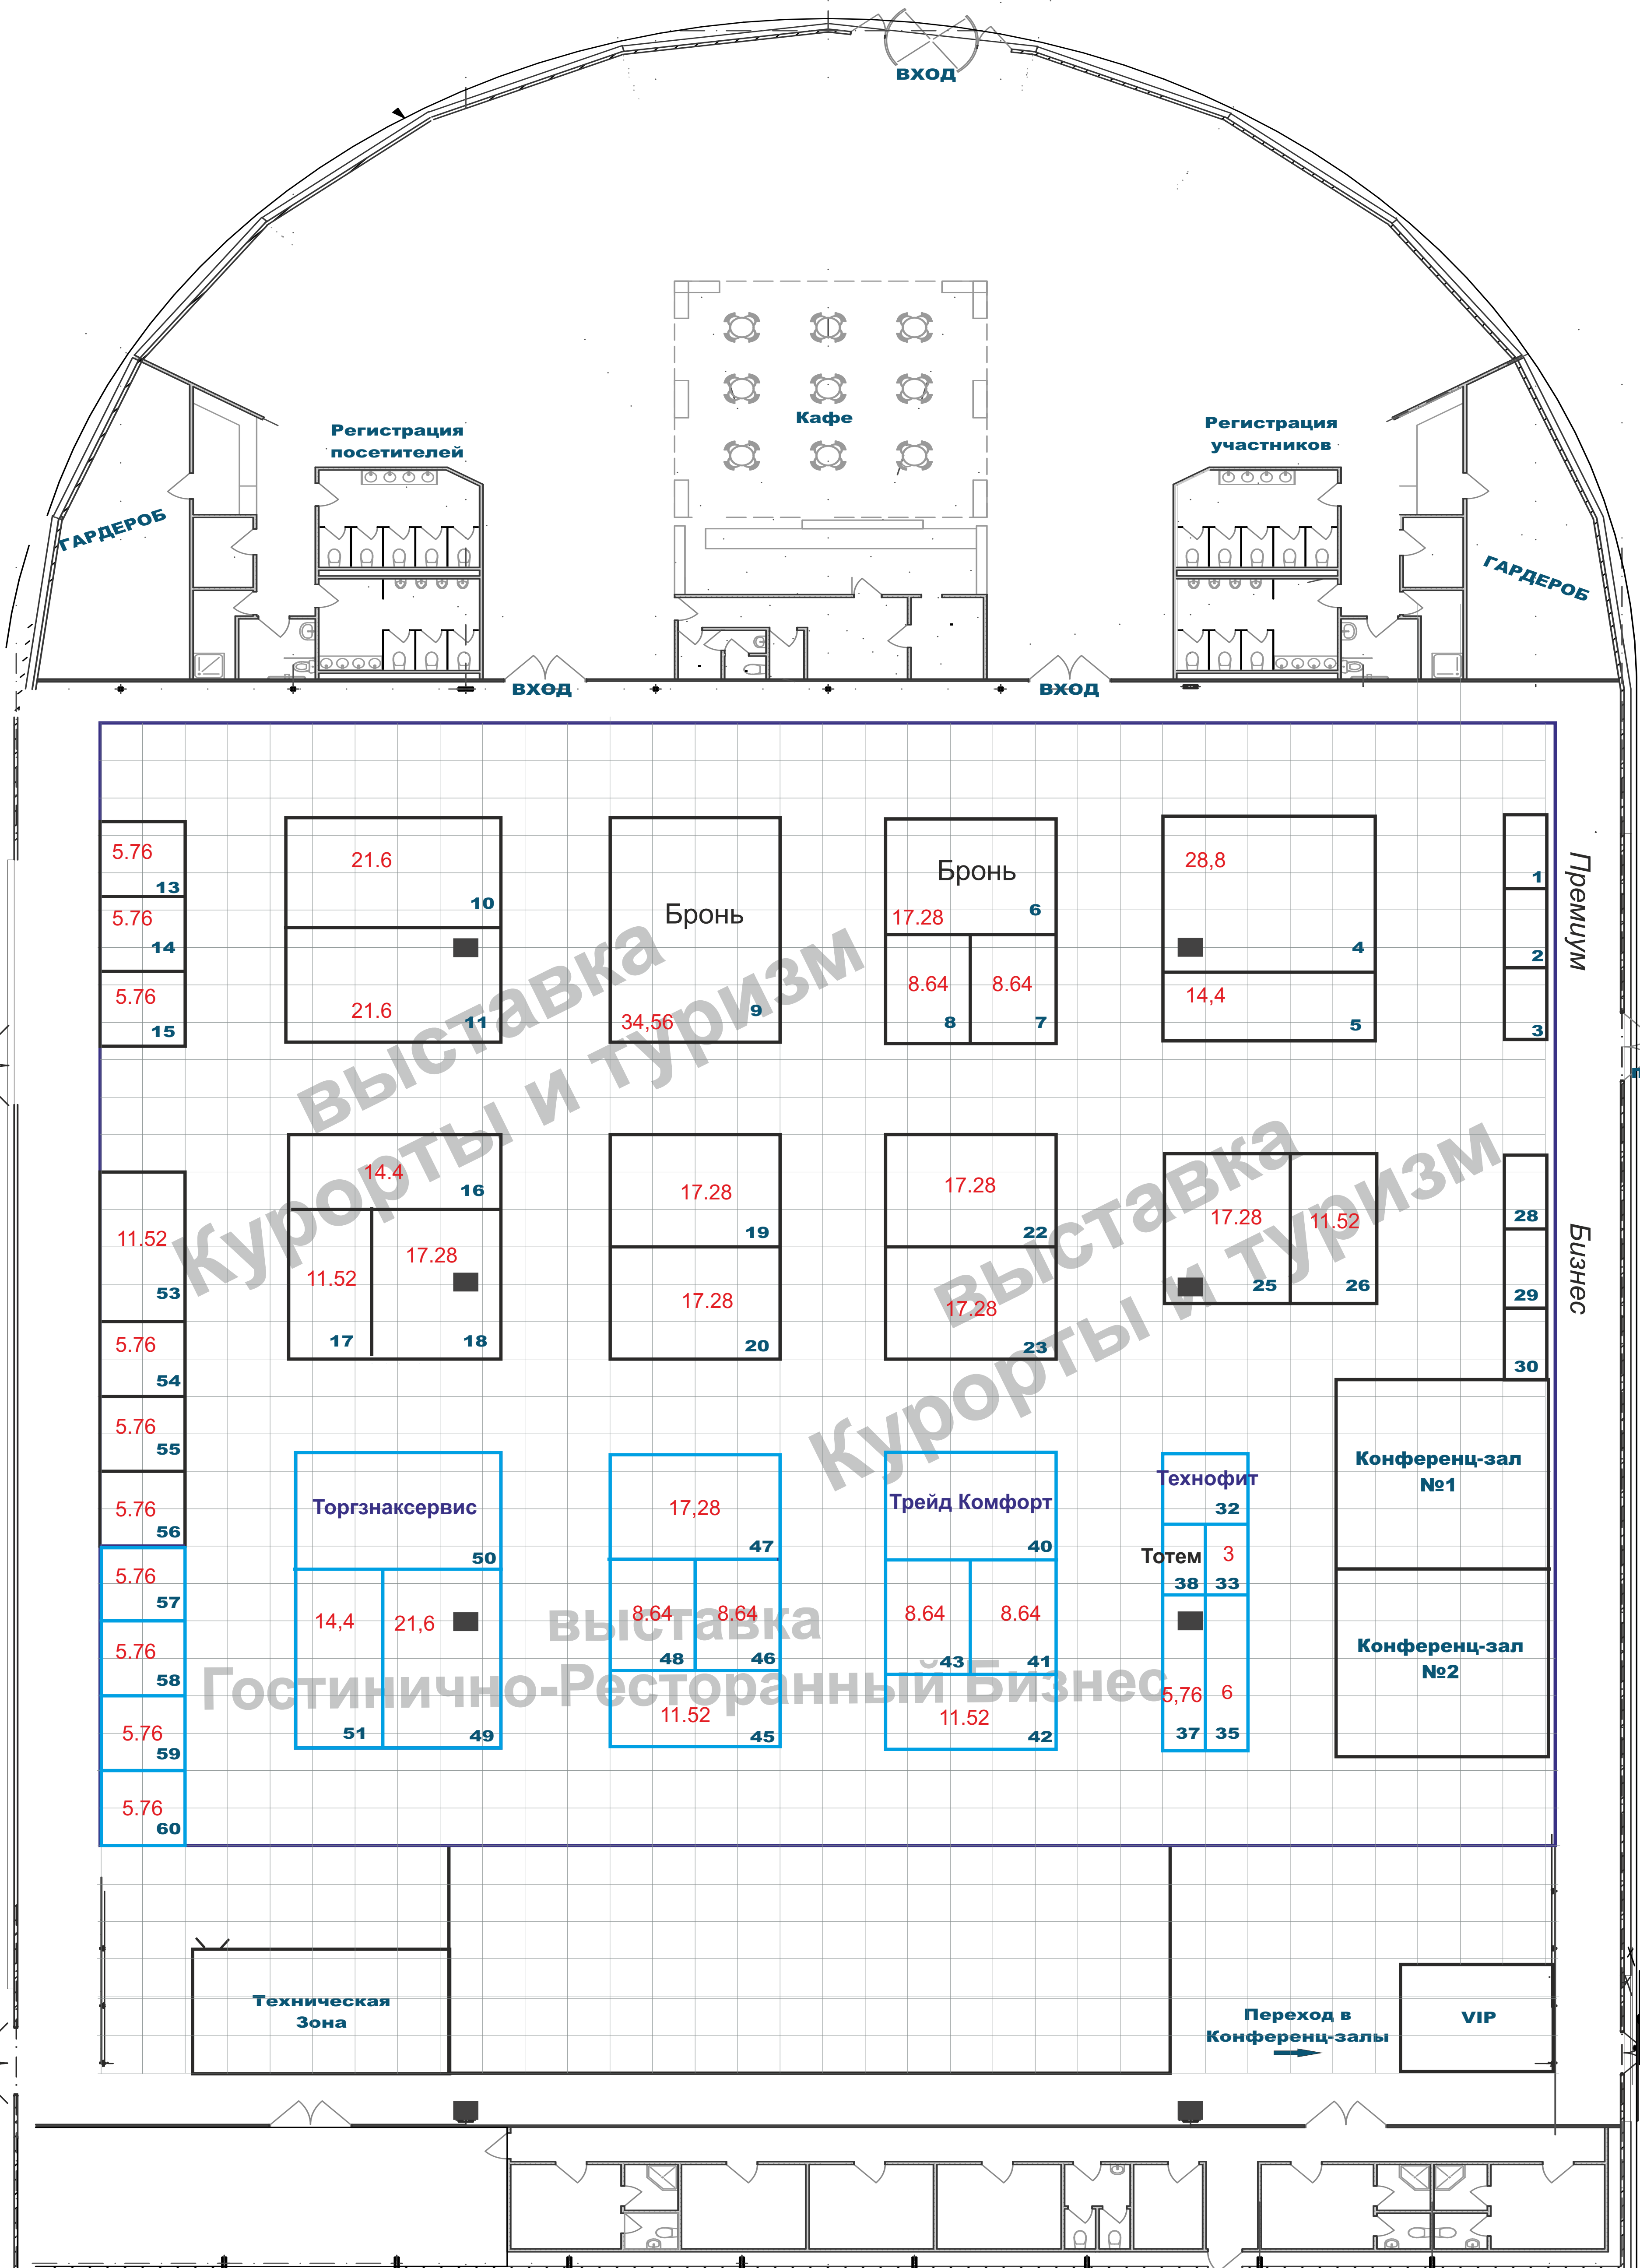 ВХОД
Кафе
Регистрация
посетителей
Регистрация
участников
ГАРДЕРОБ
ГАРДЕРОБ
ВХОД
ВХОД
5.76
13
5.76
14
5.76
15
21.6
10
21.6
11
Бронь
34,56
9
Бронь
17.28
6
8.64
8
8.64
7
28,8
4
14,4
5
1
2
3
Премиум
выставка
Курорты и туризм
11.52
53
5.76
54
5.76
55
5.76
56
14.4
16
11.52
17
17.28
18
17.28
19
17.28
20
17.28
22
17.28
23
17.28
25
11.52
26
28
29
30
Бизнес
выставка
Курорты и туризм
Конференц-зал
№1
Конференц-зал
№2
5.76
57
5.76
58
5.76
59
5.76
60
Торгзнаксервис
50
14,4
51
21,6
49
17,28
47
8.64
48
8.64
46
11.52
45
Трейд Комфорт
40
8.64
43
8.64
41
11.52
42
Технофит
32
Тотем
38
3
33
5,76
37
6
35
выставка
Гостинично-Ресторанный Бизнес
Техническая
Зона
Переход в
Конференц-залы
VIP